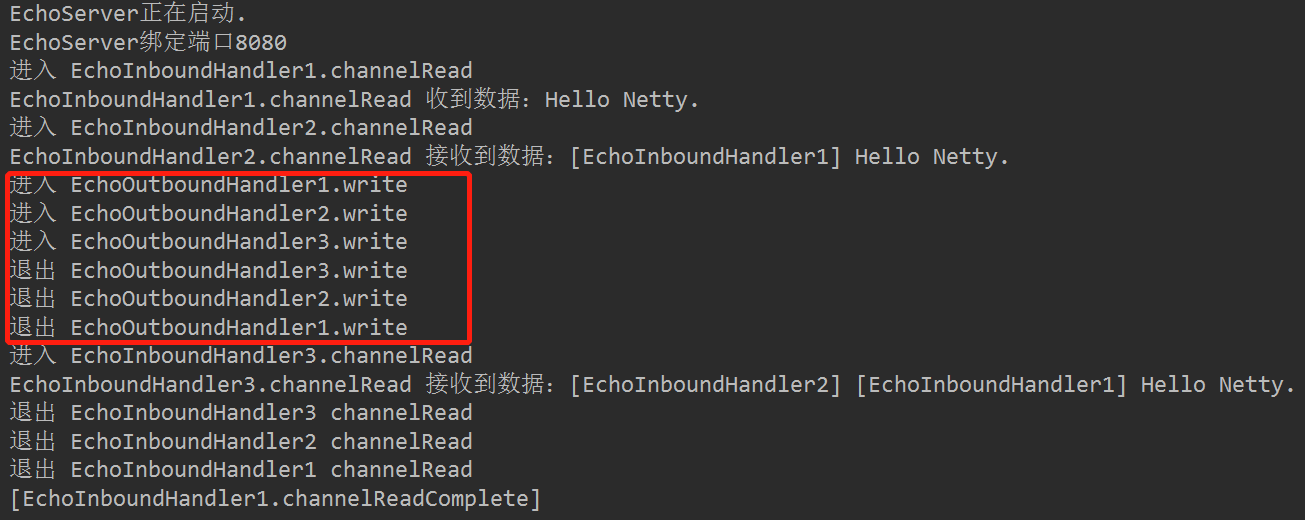 EchoServer正在启动.
EchoServer绑定端口8080
进入 EchoInboundHandler1.channelRead
EchoInboundHandler1.channelRead 收到数据：Hello Netty.
进入 EchoInboundHandler2.channelRead
EchoInboundHandler2.channelRead 接收到数据：[EchoInboundHandler1] Hello Netty.
进入 EchoOutboundHandler1.write
进入 EchoOutboundHandler2.write
进入 EchoOutboundHandler3.write
退出 EchoOutboundHandler3.write
退出 EchoOutboundHandler2.write
退出 EchoOutboundHandler1.write
进入 EchoInboundHandler3.channelRead
EchoInboundHandler3.channelRead 接收到数据：[EchoInboundHandler2] [EchoInboundHandler1] Hello Netty.
退出 EchoInboundHandler3 channelRead
退出 EchoInboundHandler2 channelRead
退出 EchoInboundHandler1 channelRead
[EchoInboundHandler1.channelReadComplete]